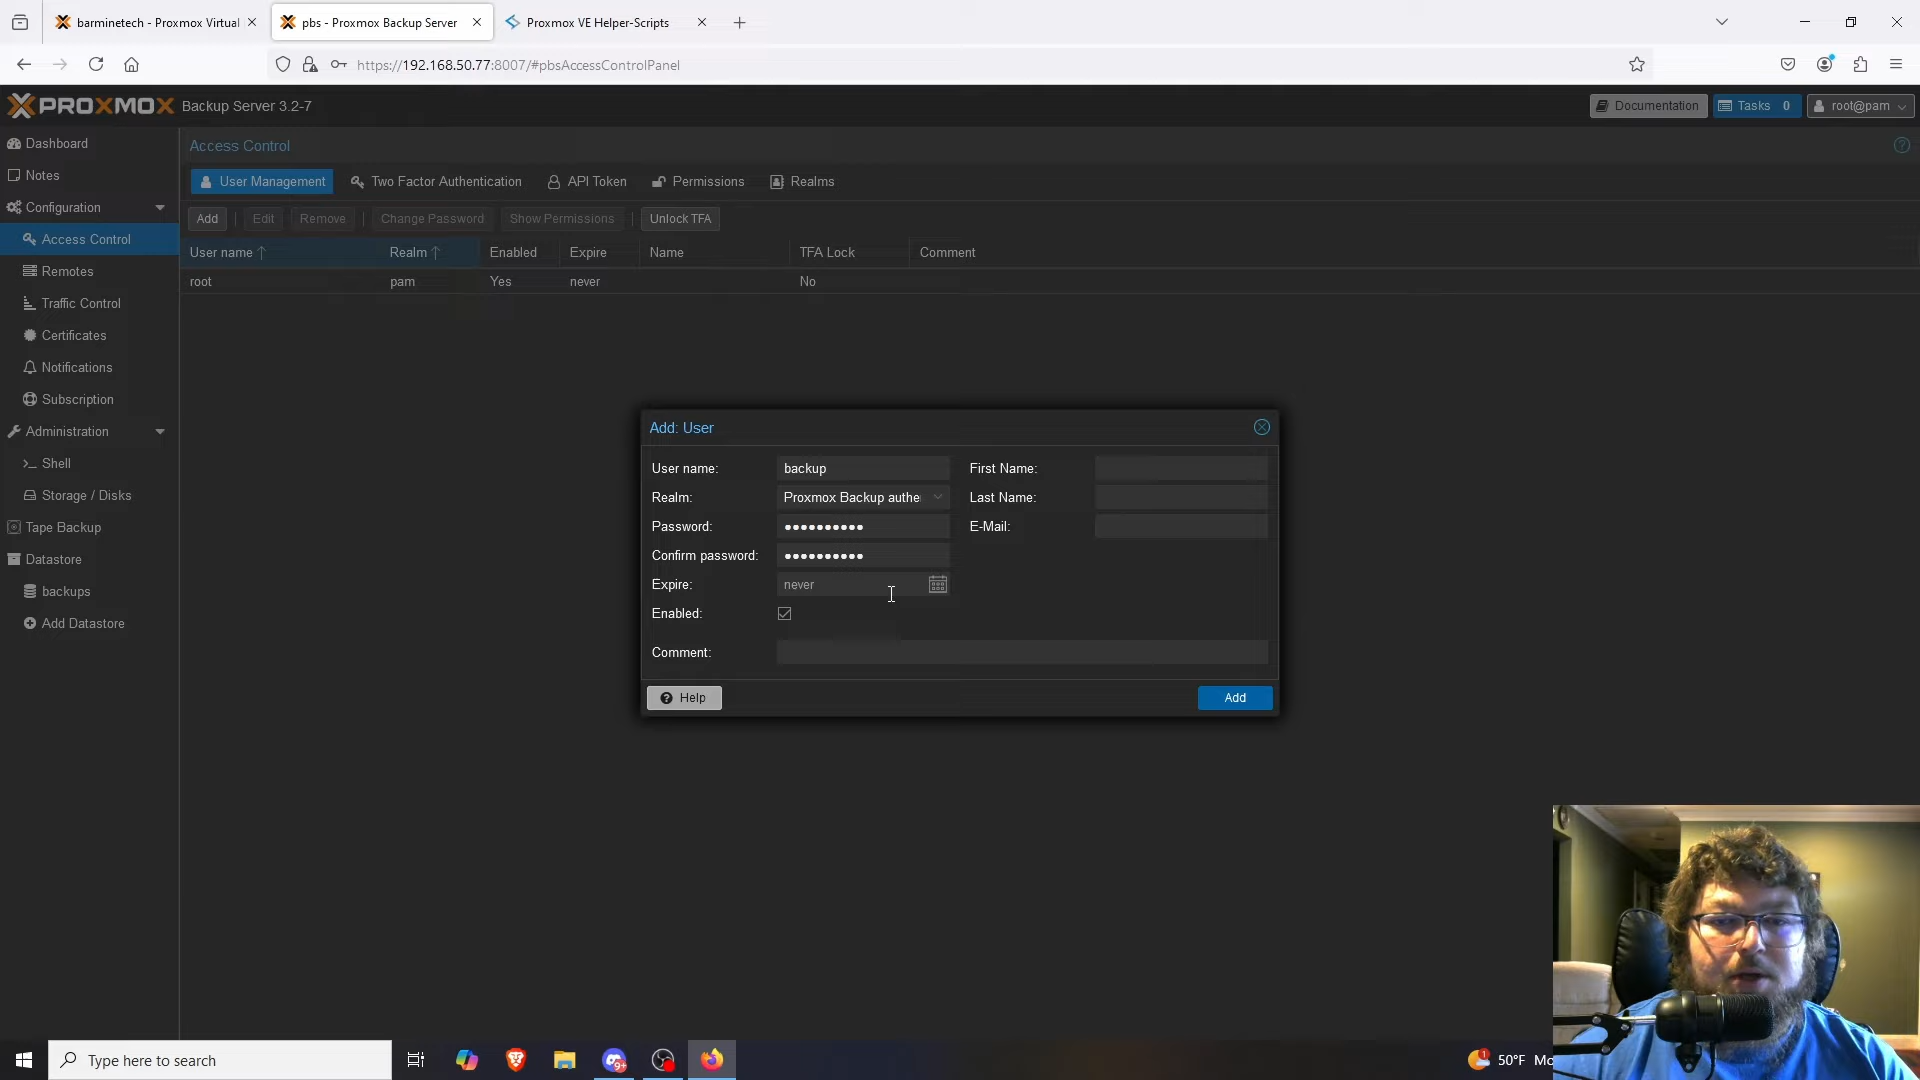 barminetech - Proxmox Virtual
pbs - Proxmox Backup Server
Proxmox VE Helper-Scripts
https://192.168.50.77:8007/#pbsAccessControlPanel
PROXMOX Backup Server 3.2-7
Documentation
Tasks 0
root@pam
Dashboard
Notes
Configuration
Access Control
Remotes
Traffic Control
Certificates
Notifications
Subscription
Administration
Shell
Storage / Disks
Tape Backup
Datastore
backups
Add Datastore
Access Control
User Management
Two Factor Authentication
API Token
Permissions
Realms
Add
Edit
Remove
Change Password
Show Permissions
Unlock TFA
User name Realm Enabled Expire Name TFA Lock Comment
root pam Yes never No
Add: User
User name: backup
Realm: Proxmox Backup authe
Password: ••••••••••
Confirm password: ••••••••••
Expire: never
Enabled:
First Name:
Last Name:
E-Mail:
Comment:
Help
Add
Type here to search
9+
1
50°F Mo